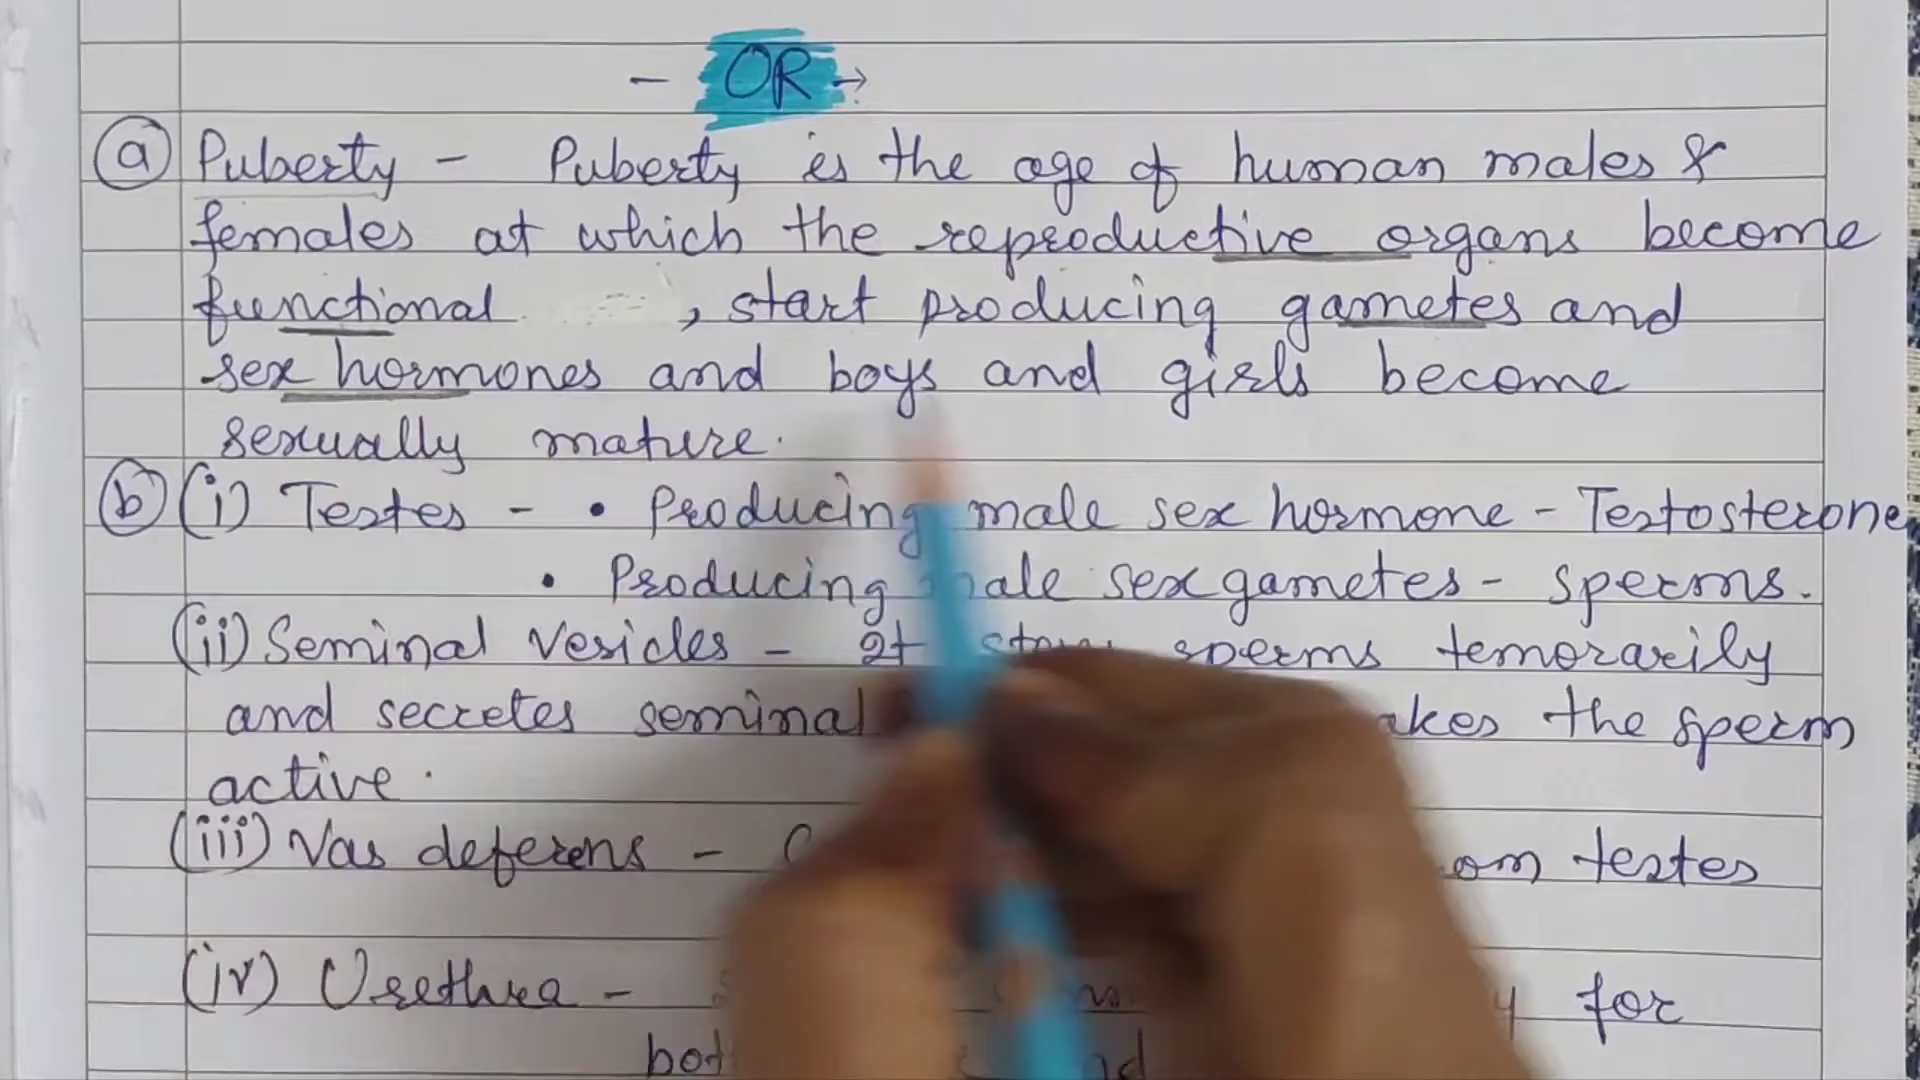 - OR →
(a) Puberty - Puberty is the age of human males &
females at which the reproductive organs become
functional , start producing gametes and
sex hormones and boys and girls become
sexually mature.
(b) (i) Testes - • Producing male sex hormone - Testosterone
• Producing male sex gametes - sperms.
(ii) Seminal Vesicles - It sperms temorarily
and secretes seminal the sperm
active.
(iii) Vas deferens - testes
(iv) Urethra - for